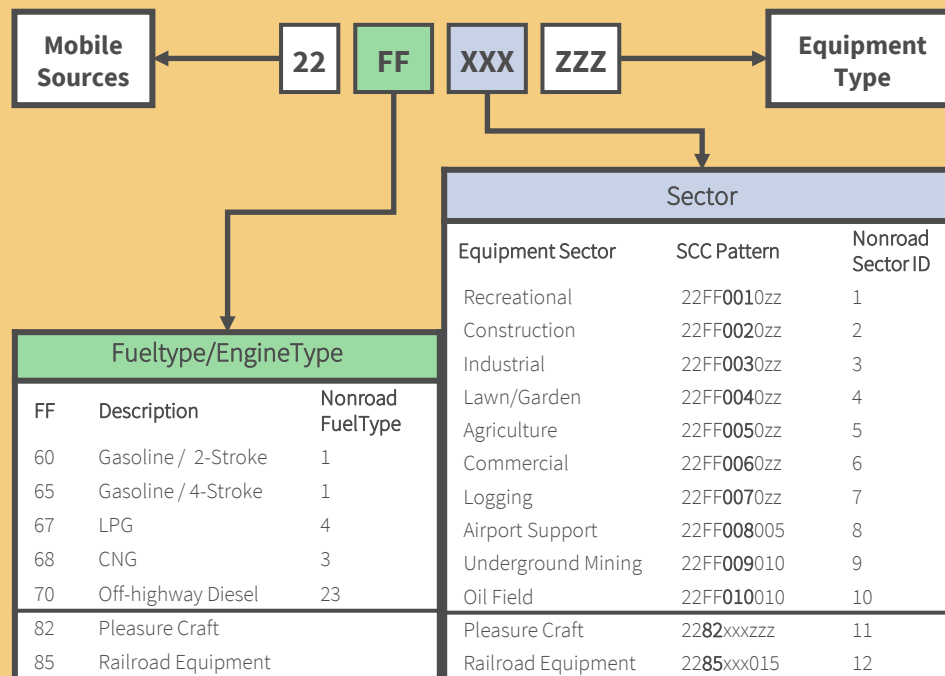 Mobile Sources
22 FF XXX ZZZ
Equipment Type
Sector
Equipment Sector SCC Pattern Nonroad Sector ID
Recreational 22FF0010zz 1
Construction 22FF0020zz 2
Industrial 22FF0030zz 3
Lawn/Garden 22FF0040zz 4
Agriculture 22FF0050zz 5
Commercial 22FF0060zz 6
Logging 22FF0070zz 7
Airport Support 22FF008005 8
Underground Mining 22FF009010 9
Oil Field 22FF010010 10
Pleasure Craft 2282xxxzzz 11
Railroad Equipment 2285xxx015 12
Fueltype/EngineType
FF Description Nonroad FuelType
60 Gasoline / 2-Stroke 1
65 Gasoline / 4-Stroke 1
67 LPG 4
68 CNG 3
70 Off-highway Diesel 23
82 Pleasure Craft
85 Railroad Equipment